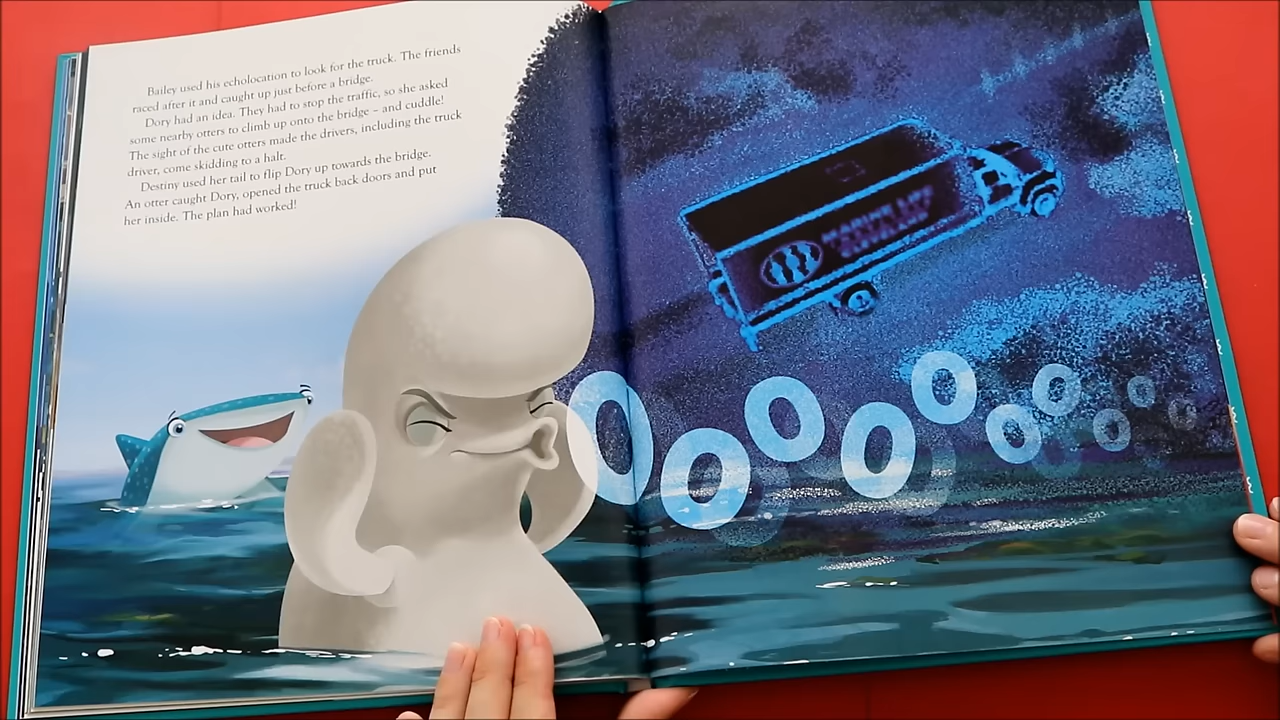 Bailey used his echolocation to look for the truck. The friends
raced after it and caught up just before a bridge.
Dory had an idea. They had to stop the traffic, so she asked
some nearby otters to climb up onto the bridge – and cuddle!
The sight of the cute otters made the drivers, including the truck
driver, come skidding to a halt.
Destiny used her tail to flip Dory up towards the bridge.
An otter caught Dory, opened the truck back doors and put
her inside. The plan had worked!
MARINE LIFE
CLEVELAND
O O O O O O O O O O